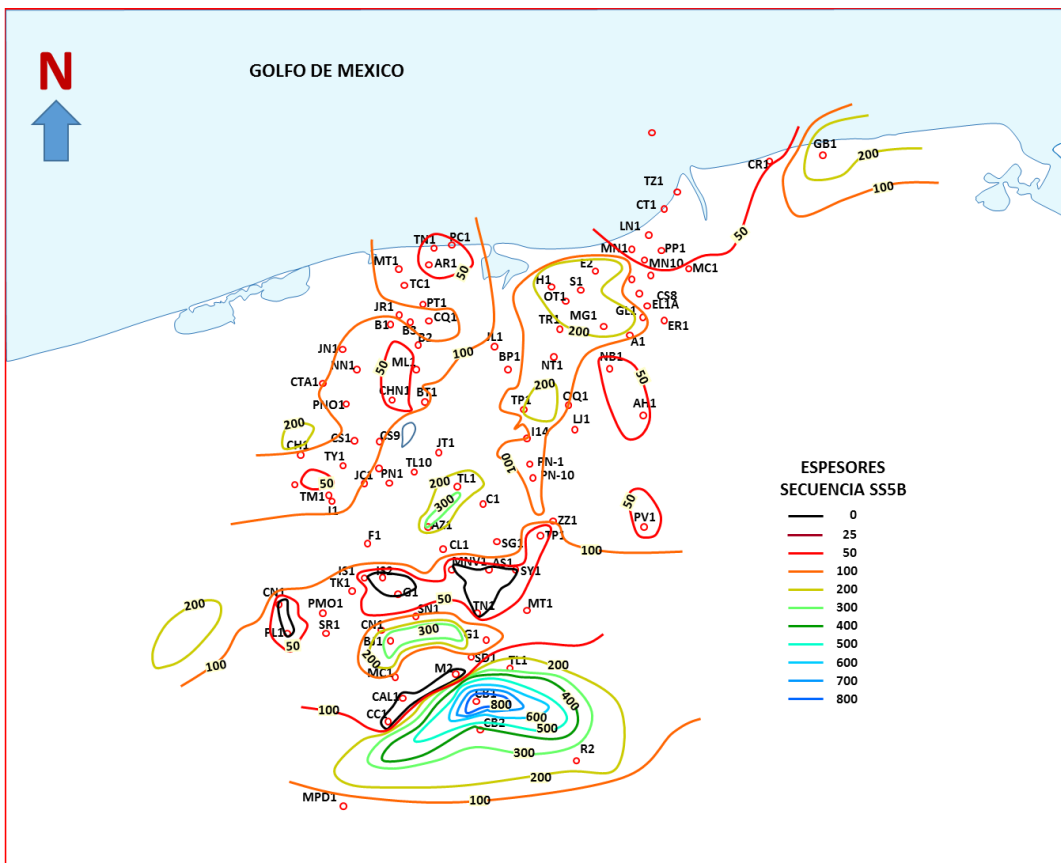 GOLFO DE MEXICO
N
GB1
200
CR1
100
TZ1
CT1
LN1
50
PC1
TN1
MN1
PP1
MN10
MC1
MT1
AR1
50
E2
TC1
H1
S1
OT1
CS8
EL1A
PT1
JR1
MG1
GL1
B1
B3
CQ1
TR1
200
ER1
B2
A1
JN1
100
JL1
NN1
50
ML1
BP1
NT1
NB1
50
CTA1
CHN1
BT1
200
PNO1
TP1
OQ1
AH1
200
LJ1
CS1
CS9
I14
CH1
JT1
TY1
100
PN-1
TL10
50
JC1
PN1
200
TL1
PN-10
TM1
I1
300
C1
50
AZ1
ZZ1
PV1
F1
SG1
TP1
CL1
100
IS1
IS2
MNV1
AS1
SY1
TK1
O1
CN1
50
200
PMO1
SN1
TN1
MT1
FL1
SR1
CN1
300
50
BJ1
G1
100
200
SD1
MC1
M2
TL1
200
CAL1
CB1
400
100
CC1
800
600
CB2
500
300
R2
200
MPD1
100
ESPESORES
SECUENCIA SS5B
0
25
50
100
200
300
400
500
600
700
800